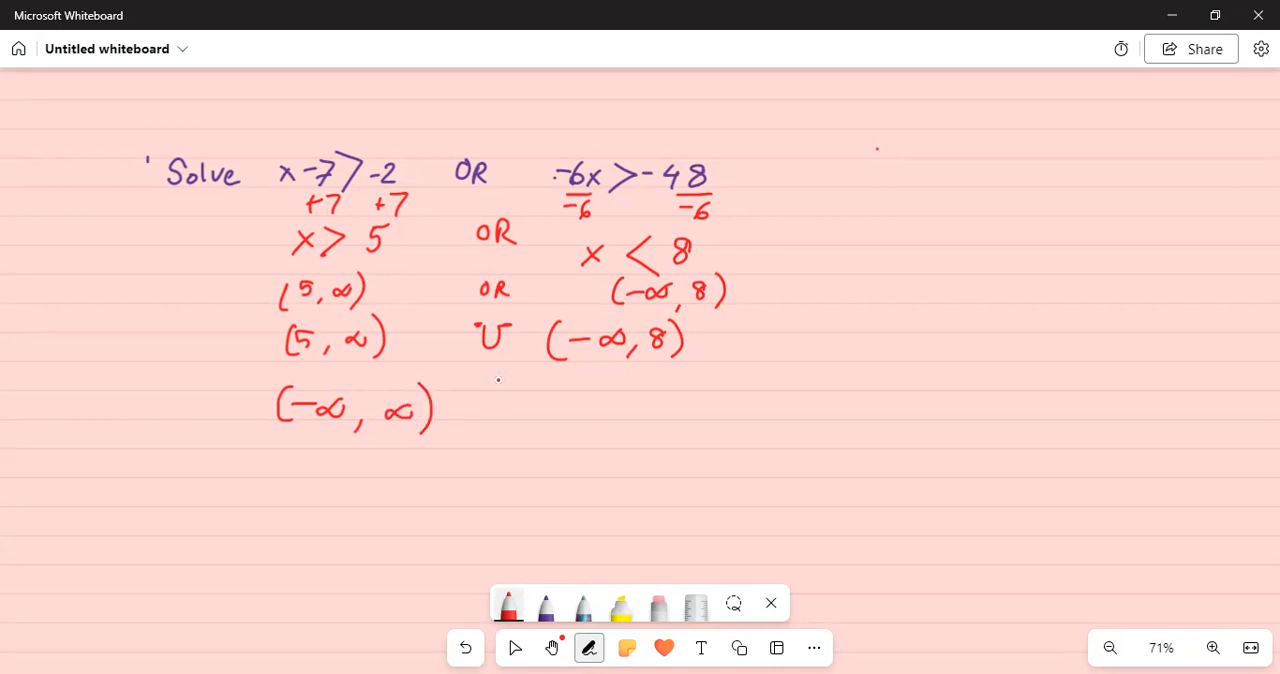 Microsoft Whiteboard
Untitled whiteboard
Share
Solve x - 7 > -2 OR -6x > -48
+7 +7 -6 -6
x > 5 OR x < 8
(5, ∞) OR (-∞, 8)
(5, ∞) U (-∞, 8)
(-∞, ∞)
71%